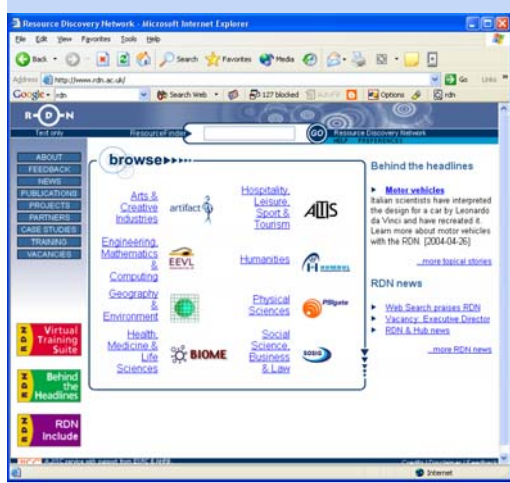 Resource Discovery Network - Microsoft Internet Explorer
File Edit View Favorites Tools Help
Back Search Favorites Media
Address http://www.rdn.ac.uk/ Go Links »
Google rdn Search Web 127 blocked AutoFill Options rdn
R D N
Text only ResourceFinder GO Resource Discovery Network
HELP PREFERENCES
ABOUT
FEEDBACK
NEWS
PUBLICATIONS
PROJECTS
PARTNERS
CASE STUDIES
TRAINING
VACANCIES
RDN Virtual Training Suite
RDN Behind the Headlines
RDN Include
browse
Arts &
Creative
Industries
artifact
Hospitality,
Leisure,
Sport &
Tourism
ALTIS
Engineering,
Mathematics
&
Computing
EEVL
Humanities
humbul
Geography
&
Environment
Physical
Sciences
PSIgate
Health,
Medicine &
Life
Sciences
BIOME
Social
Science,
Business
& Law
SOSIG
Behind the headlines
Motor vehicles
Italian scientists have interpreted
the design for a car by Leonardo
da Vinci and have recreated it.
Learn more about motor vehicles
with the RDN. [2004-04-26]
...more topical stories
RDN news
Web Search praises RDN
Vacancy: Executive Director
RDN & Hub news
...more RDN news
Internet